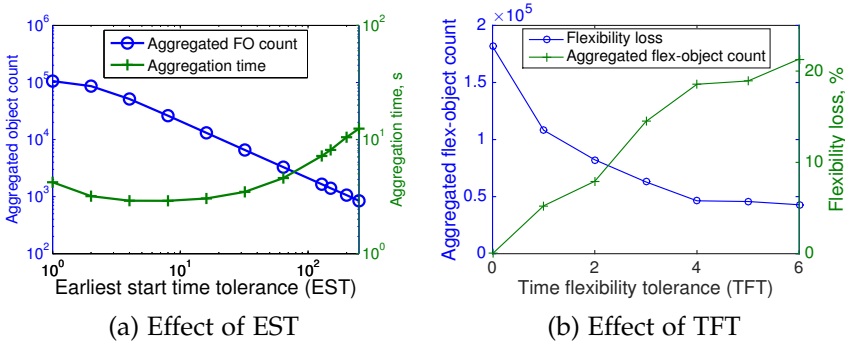 10^6
10^5
10^4
10^3
10^2
Aggregated object count
Aggregated FO count
Aggregation time
10^2
10^1
10^0
Aggregation time, s
10^0
10^1
10^2
Earliest start time tolerance (EST)
(a) Effect of EST
2 x 10^5
1.5
1
0.5
0
Aggregated flex-object count
Flexibility loss
Aggregated flex-object count
20
10
0
Flexibility loss, %
0
2
4
6
Time flexibility tolerance (TFT)
(b) Effect of TFT